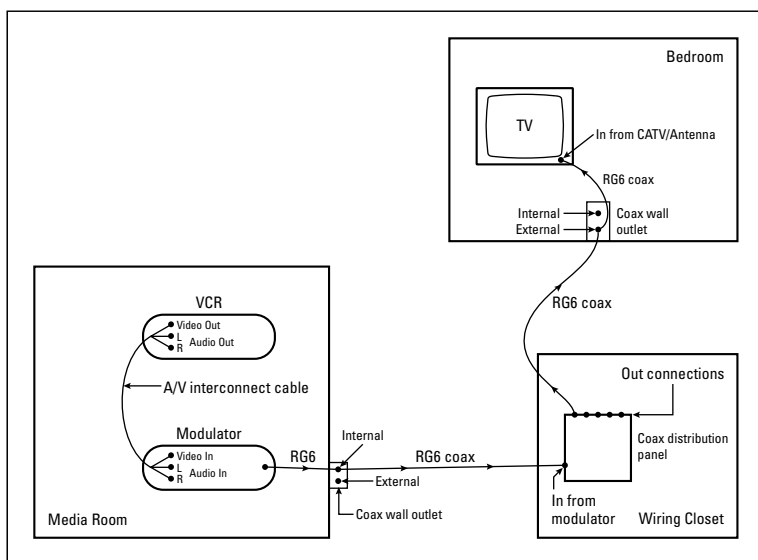 Bedroom
TV
In from CATV/Antenna
RG6 coax
Internal
External
Coax wall
outlet
RG6 coax
VCR
Video Out
L
R
Audio Out
A/V interconnect cable
Modulator
Video In
L
R
Audio In
RG6
Internal
External
Coax wall outlet
RG6 coax
Media Room
Out connections
Coax distribution
panel
In from
modulator
Wiring Closet